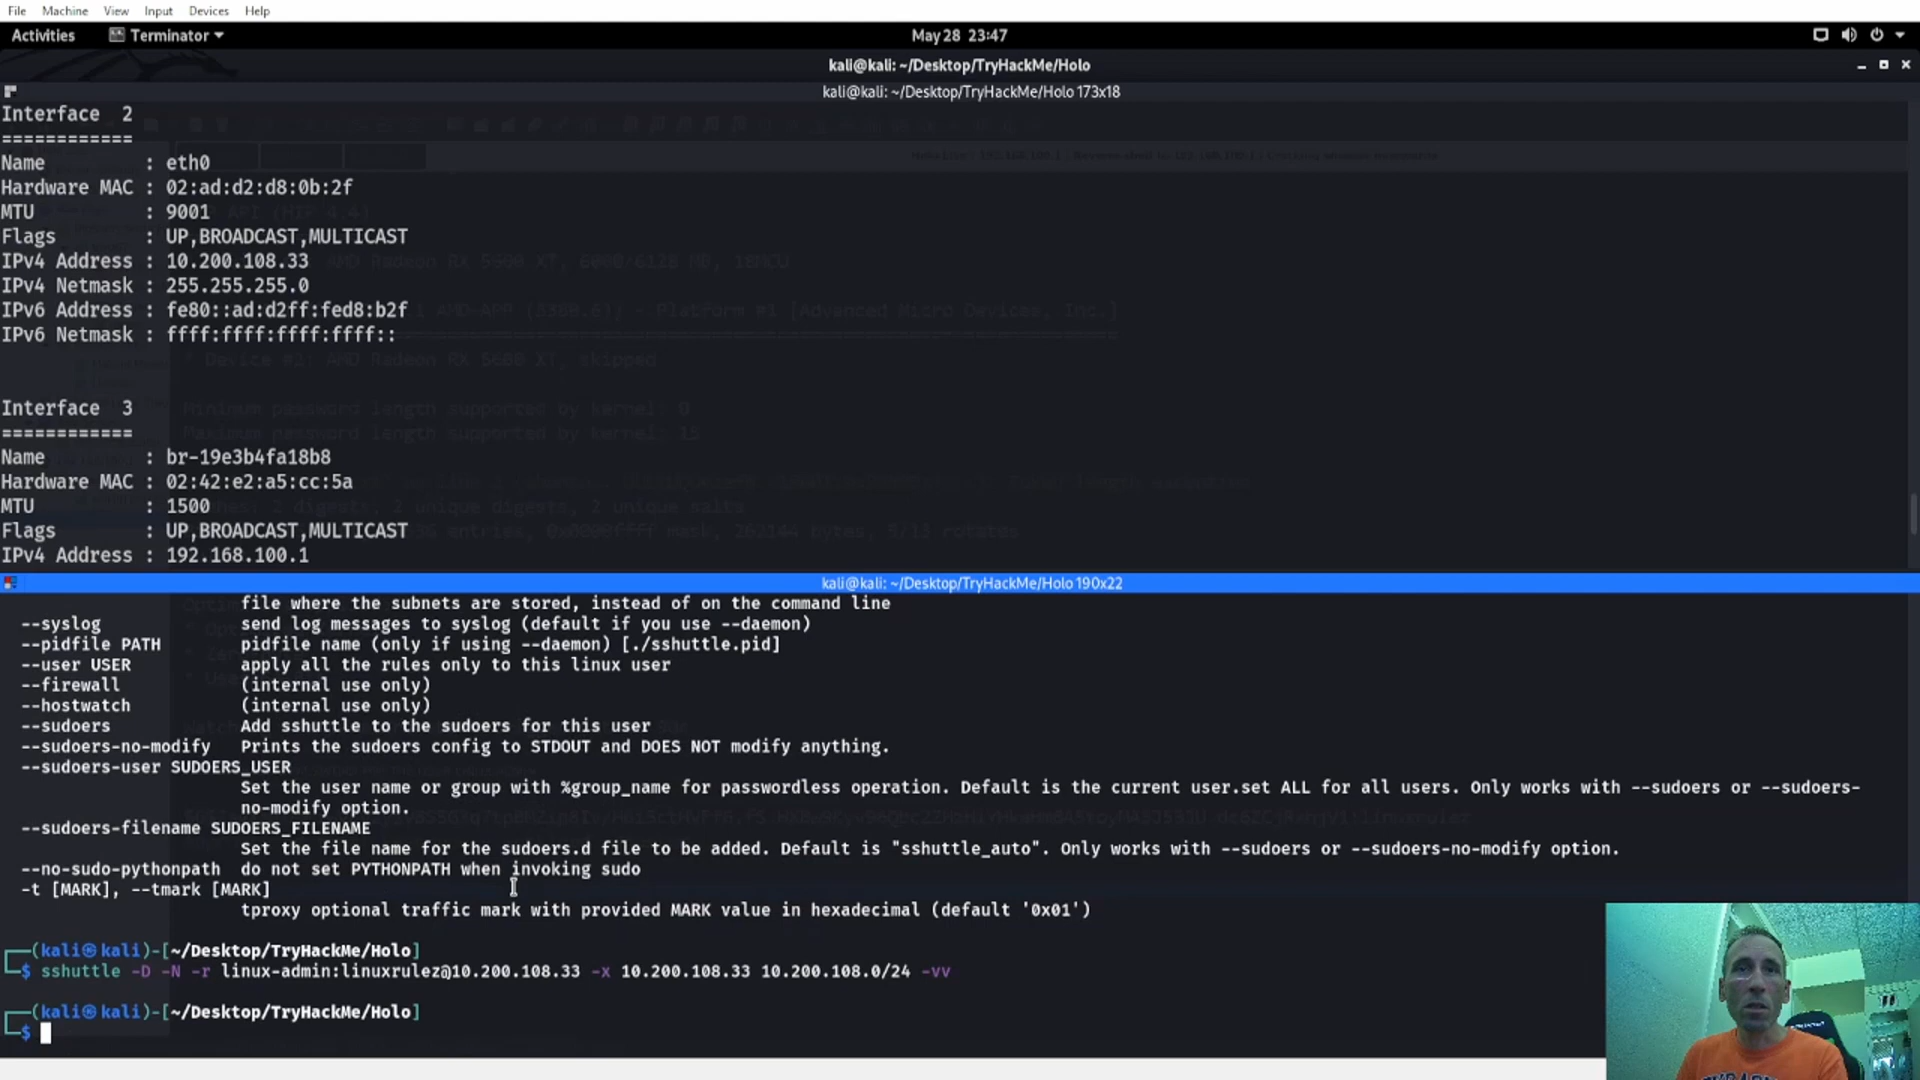 File Machine View Input Devices Help
Activities Terminator May 28 23:47
kali@kali: ~/Desktop/TryHackMe/Holo
kali@kali: ~/Desktop/TryHackMe/Holo 173x18
Interface 2
============
Name : eth0
Hardware MAC : 02:ad:d2:d8:0b:2f
MTU : 9001
Flags : UP,BROADCAST,MULTICAST
IPv4 Address : 10.200.108.33
IPv4 Netmask : 255.255.255.0
IPv6 Address : fe80::ad:d2ff:fed8:b2f
IPv6 Netmask : ffff:ffff:ffff:ffff::
Interface 3
============
Name : br-19e3b4fa18b8
Hardware MAC : 02:42:e2:a5:cc:5a
MTU : 1500
Flags : UP,BROADCAST,MULTICAST
IPv4 Address : 192.168.100.1
kali@kali: ~/Desktop/TryHackMe/Holo 190x22
file where the subnets are stored, instead of on the command line
--syslog send log messages to syslog (default if you use --daemon)
--pidfile PATH pidfile name (only if using --daemon) [./sshuttle.pid]
--user USER apply all the rules only to this linux user
--firewall (internal use only)
--hostwatch (internal use only)
--sudoers Add sshuttle to the sudoers for this user
--sudoers-no-modify Prints the sudoers config to STDOUT and DOES NOT modify anything.
--sudoers-user SUDOERS_USER
Set the user name or group with %group_name for passwordless operation. Default is the current user.set ALL for all users. Only works with --sudoers or --sudoers-
no-modify option.
--sudoers-filename SUDOERS_FILENAME
Set the file name for the sudoers.d file to be added. Default is "sshuttle_auto". Only works with --sudoers or --sudoers-no-modify option.
--no-sudo-pythonpath do not set PYTHONPATH when invoking sudo
-t [MARK], --tmark [MARK]
tproxy optional traffic mark with provided MARK value in hexadecimal (default '0x01')
(kali㉿kali)-[~/Desktop/TryHackMe/Holo]
$ sshuttle -D -N -r linux-admin:linuxrulez@10.200.108.33 -x 10.200.108.33 10.200.108.0/24 -vv
(kali㉿kali)-[~/Desktop/TryHackMe/Holo]
$